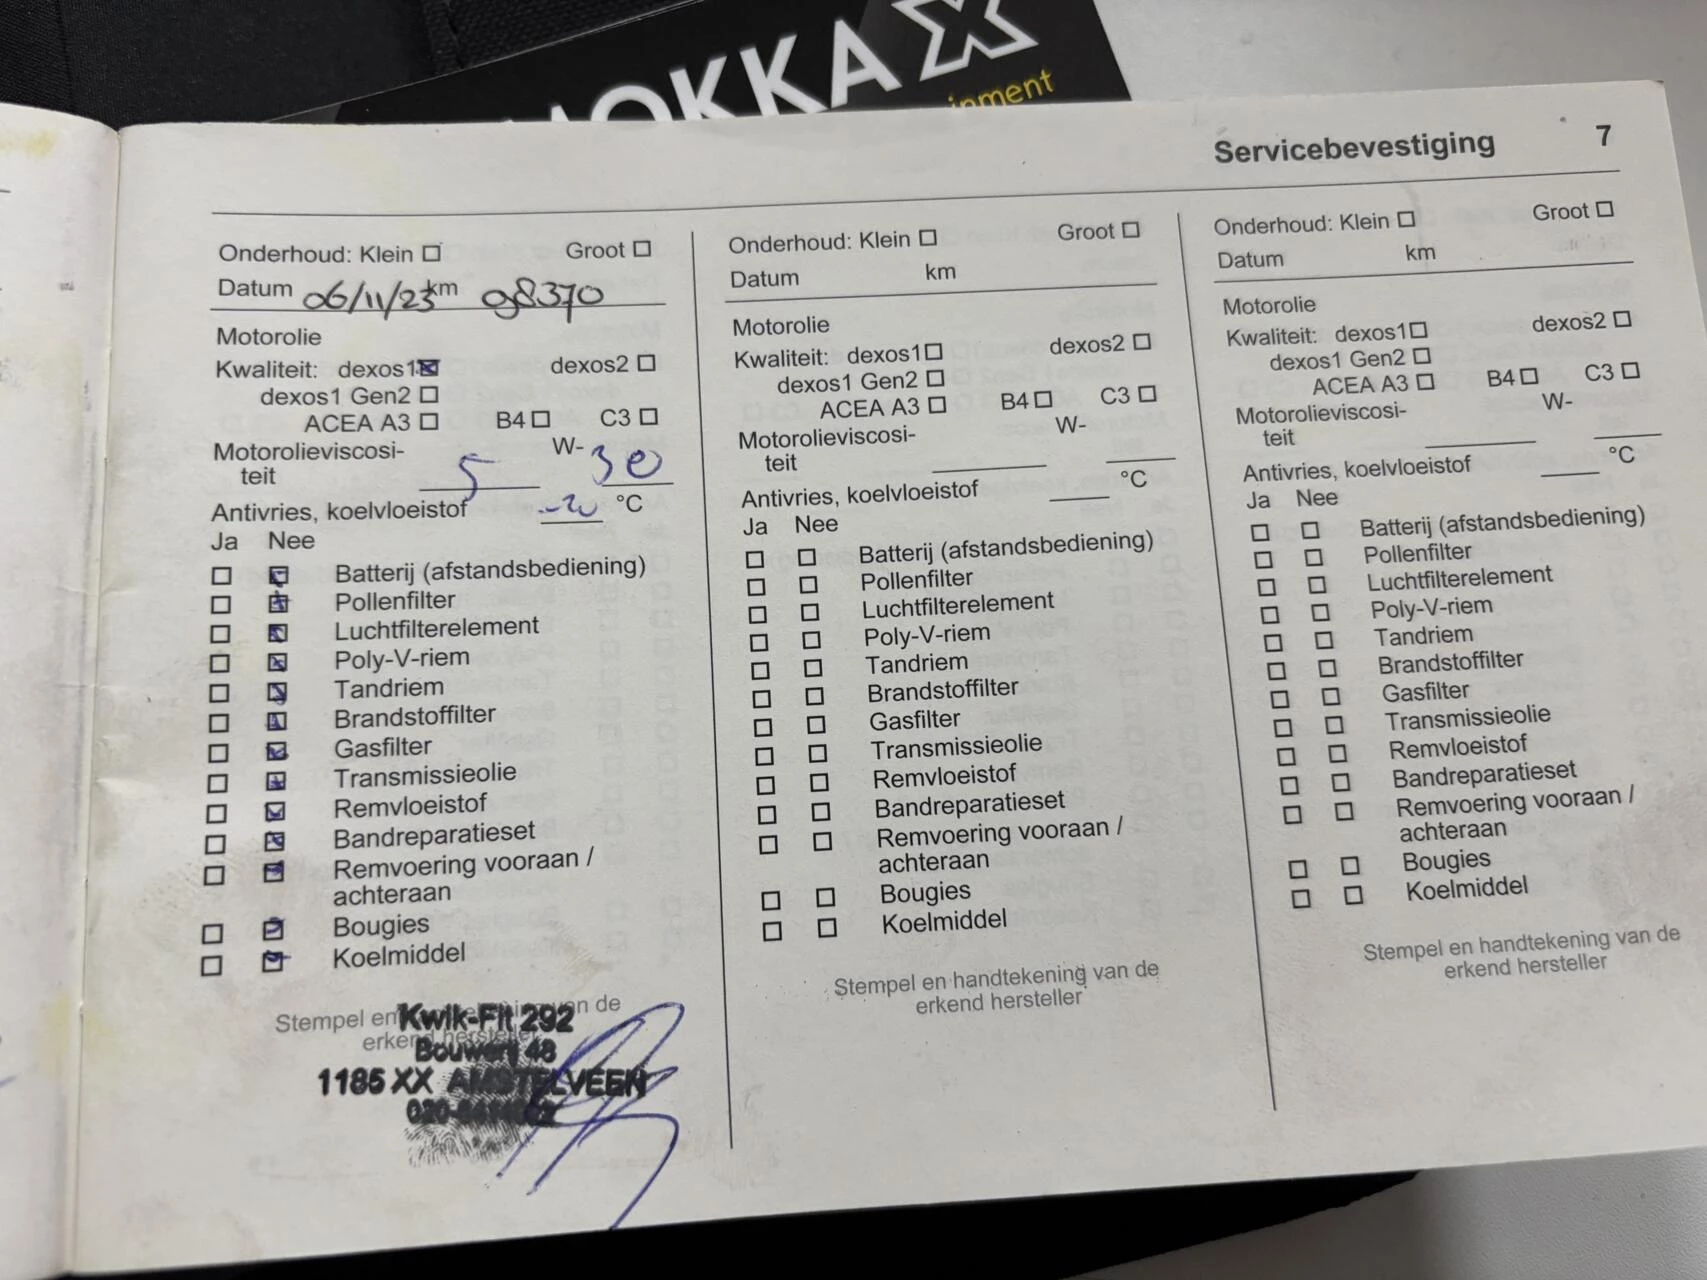 MOKKA X
inment
Servicebevestiging 7
Onderhoud: Klein ☐ Groot ☐
Datum 06/11/23 km 98370
Motorolie
Kwaliteit: dexos1 ☒ dexos2 ☐
dexos1 Gen2 ☐
ACEA A3 ☐ B4 ☐ C3 ☐
Motorolieviscosi-
teit 5 W- 30
Antivries, koelvloeistof -20 °C
Ja Nee
☐ ☒ Batterij (afstandsbediening)
☐ ☒ Pollenfilter
☐ ☒ Luchtfilterelement
☐ ☒ Poly-V-riem
☐ ☒ Tandriem
☐ ☒ Brandstoffilter
☐ ☒ Gasfilter
☐ ☒ Transmissieolie
☐ ☒ Remvloeistof
☐ ☒ Bandreparatieset
☐ ☒ Remvoering vooraan /
achteraan
☐ ☒ Bougies
☐ ☒ Koelmiddel
Stempel en van de
erkend hersteller
Kwik-Fit 292
Bouwerij 48
1185 XX AMSTELVEEN
Onderhoud: Klein ☐ Groot ☐
Datum km
Motorolie
Kwaliteit: dexos1 ☐ dexos2 ☐
dexos1 Gen2 ☐
ACEA A3 ☐ B4 ☐ C3 ☐
Motorolieviscosi- W-
teit
Antivries, koelvloeistof °C
Ja Nee
☐ ☐ Batterij (afstandsbediening)
☐ ☐ Pollenfilter
☐ ☐ Luchtfilterelement
☐ ☐ Poly-V-riem
☐ ☐ Tandriem
☐ ☐ Brandstoffilter
☐ ☐ Gasfilter
☐ ☐ Transmissieolie
☐ ☐ Remvloeistof
☐ ☐ Bandreparatieset
☐ ☐ Remvoering vooraan /
achteraan
☐ ☐ Bougies
☐ ☐ Koelmiddel
Stempel en handtekening van de
erkend hersteller
Onderhoud: Klein ☐ Groot ☐
Datum km
Motorolie
Kwaliteit: dexos1 ☐ dexos2 ☐
dexos1 Gen2 ☐
ACEA A3 ☐ B4 ☐ C3 ☐
Motorolieviscosi- W-
teit
Antivries, koelvloeistof °C
Ja Nee
☐ ☐ Batterij (afstandsbediening)
☐ ☐ Pollenfilter
☐ ☐ Luchtfilterelement
☐ ☐ Poly-V-riem
☐ ☐ Tandriem
☐ ☐ Brandstoffilter
☐ ☐ Gasfilter
☐ ☐ Transmissieolie
☐ ☐ Remvloeistof
☐ ☐ Bandreparatieset
☐ ☐ Remvoering vooraan /
achteraan
☐ ☐ Bougies
☐ ☐ Koelmiddel
Stempel en handtekening van de
erkend hersteller